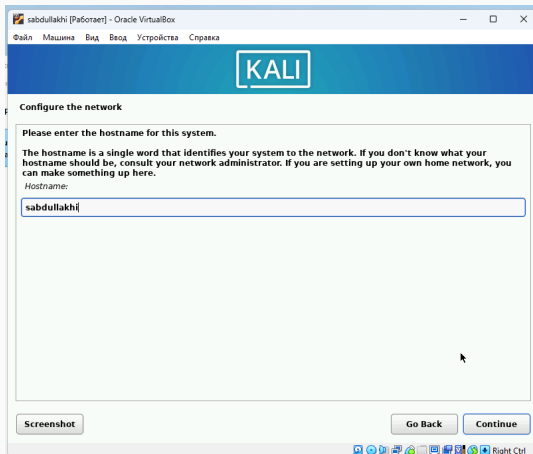 sabdullakhi [Работает] - Oracle VirtualBox
Файл Машина Вид Ввод Устройства Справка
KALI
Configure the network
Please enter the hostname for this system.
The hostname is a single word that identifies your system to the network. If you don't know what your
hostname should be, consult your network administrator. If you are setting up your own home network, you
can make something up here.
Hostname:
sabdullakhi
Screenshot
Go Back
Continue
Right Ctrl